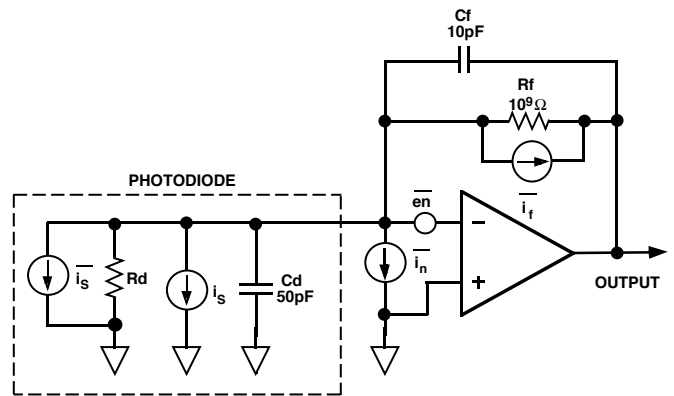 Cf
10pF
Rf
10⁹Ω
PHOTODIODE
en
i_f
−
i_S
Rd
i_S
Cd
50pF
i_n
+
OUTPUT